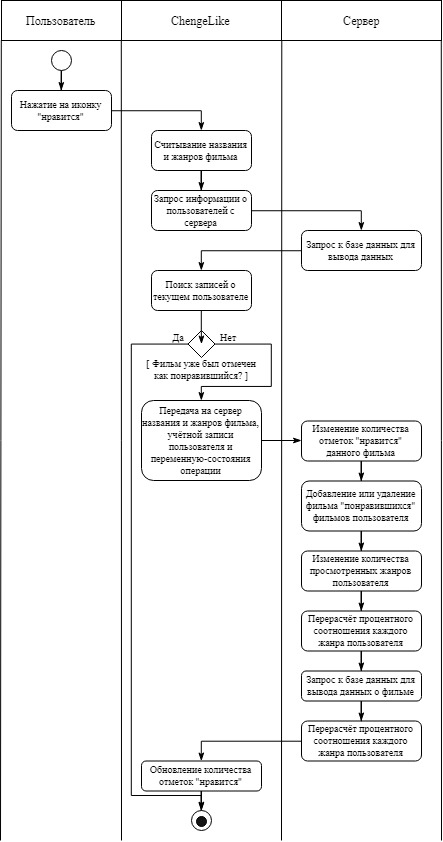 Пользователь
ChengeLike
Сервер
Нажатие на иконку
"нравится"
Считывание названия
и жанров фильма
Запрос информации о
пользователей с
сервера
Запрос к базе данных для
вывода данных
Поиск записей о
текущем пользователе
Да
Нет
[ Фильм уже был отмечен
как понравившийся? ]
Передача на сервер
названия и жанров фильма,
учётной записи
пользователя и
переменную-состояния
операции
Изменение количества
отметок "нравится"
данного фильма
Добавление или удаление
фильма "понравившихся"
фильмов пользователя
Изменение количества
просмотренных жанров
пользователя
Перерасчёт процентного
соотношения каждого
жанра пользователя
Запрос к базе данных для
вывода данных о фильме
Перерасчёт процентного
соотношения каждого
жанра пользователя
Обновление количества
отметок "нравится"